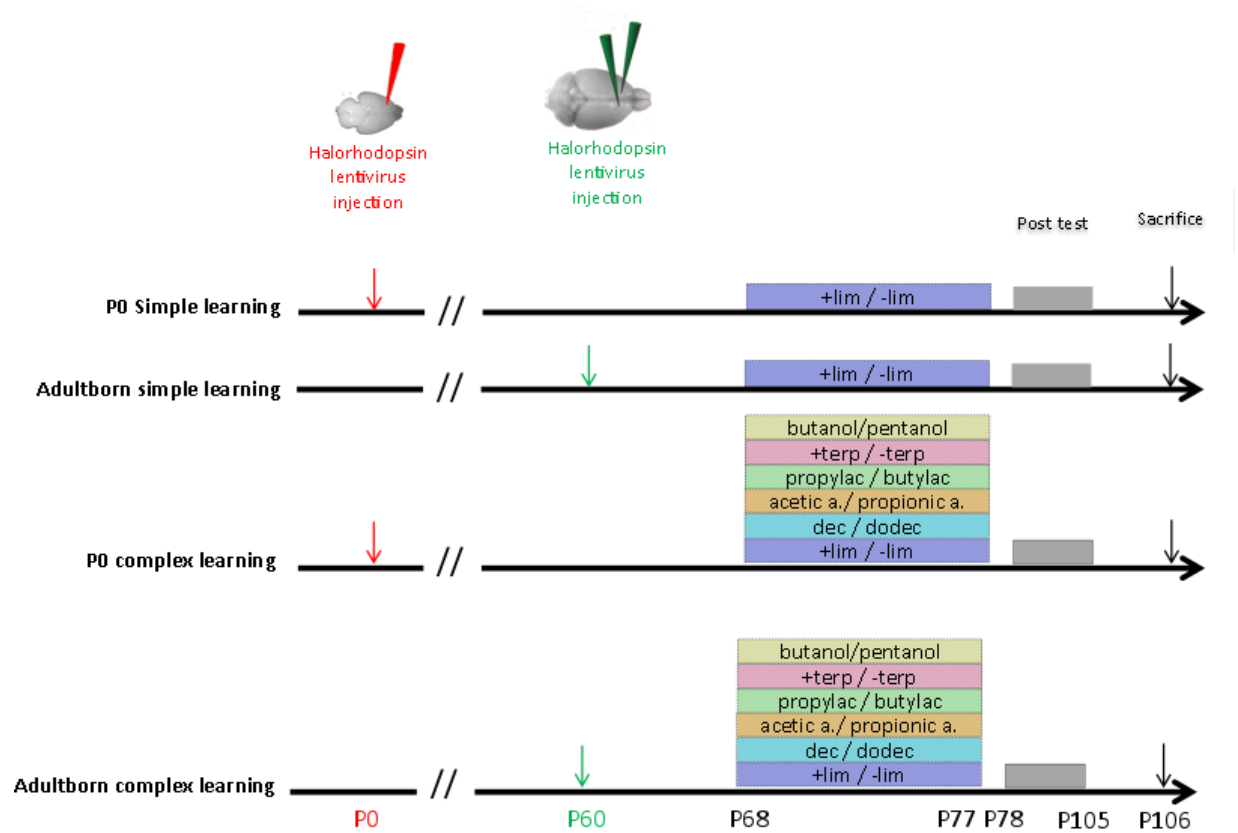 Halorhodopsin
lentivirus
injection
Halorhodopsin
lentivirus
injection
Post test
Sacrifice
P0 Simple learning
//
+lim / -lim
Adultborn simple learning
//
+lim / -lim
butanol/pentanol
+terp / -terp
propylac / butylac
acetic a./ propionic a.
dec / dodec
+lim / -lim
P0 complex learning
//
butanol/pentanol
+terp / -terp
propylac / butylac
acetic a./ propionic a.
dec / dodec
+lim / -lim
Adultborn complex learning
//
P0 P60 P68 P77 P78 P105 P106